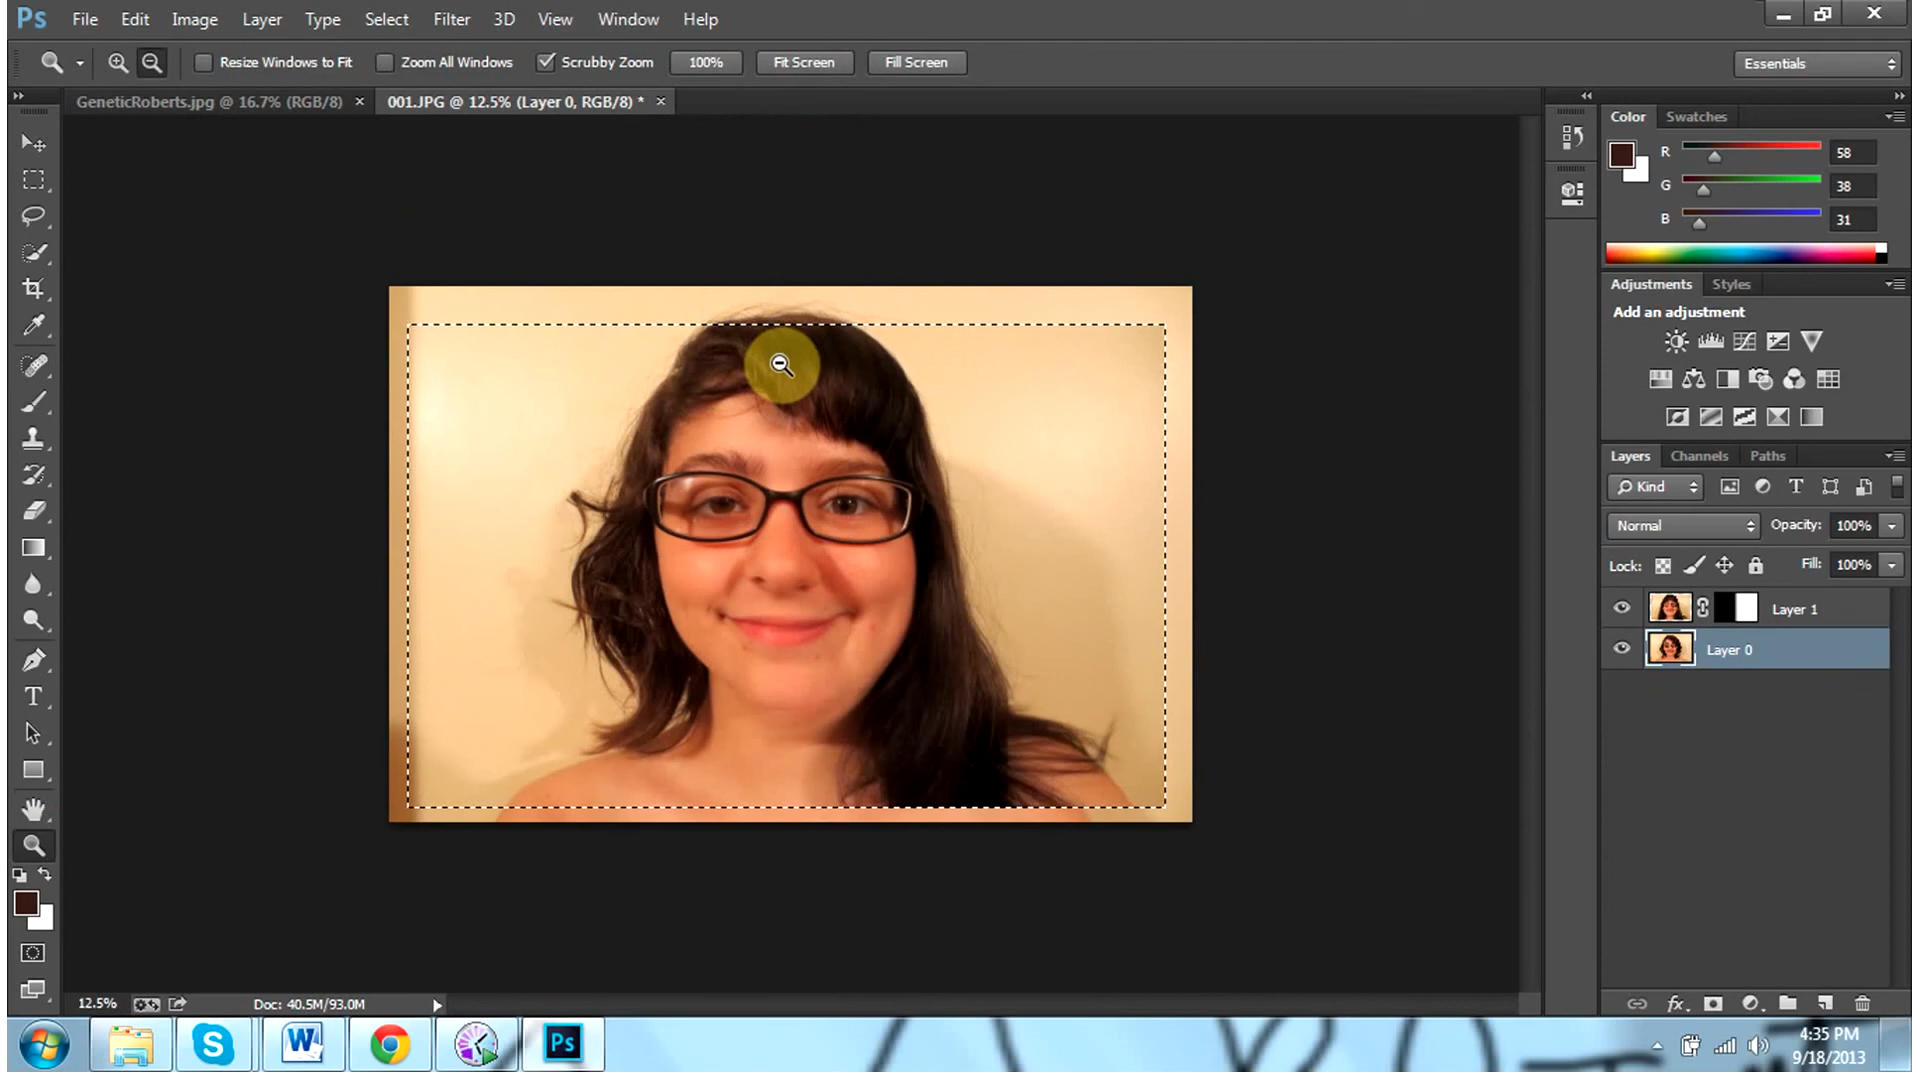 Ps File Edit Image Layer Type Select Filter 3D View Window Help
Resize Windows to Fit Zoom All Windows Scrubby Zoom 100% Fit Screen Fill Screen Essentials
GeneticRoberts.jpg @ 16.7% (RGB/8) × 001.JPG @ 12.5% (Layer 0, RGB/8) * ×
Color Swatches
R 58
G 38
B 31
Adjustments Styles
Add an adjustment
Layers Channels Paths
Kind
Normal Opacity: 100%
Lock: Fill: 100%
Layer 1
Layer 0
12.5% Doc: 40.5M/93.0M
4:35 PM
9/18/2013